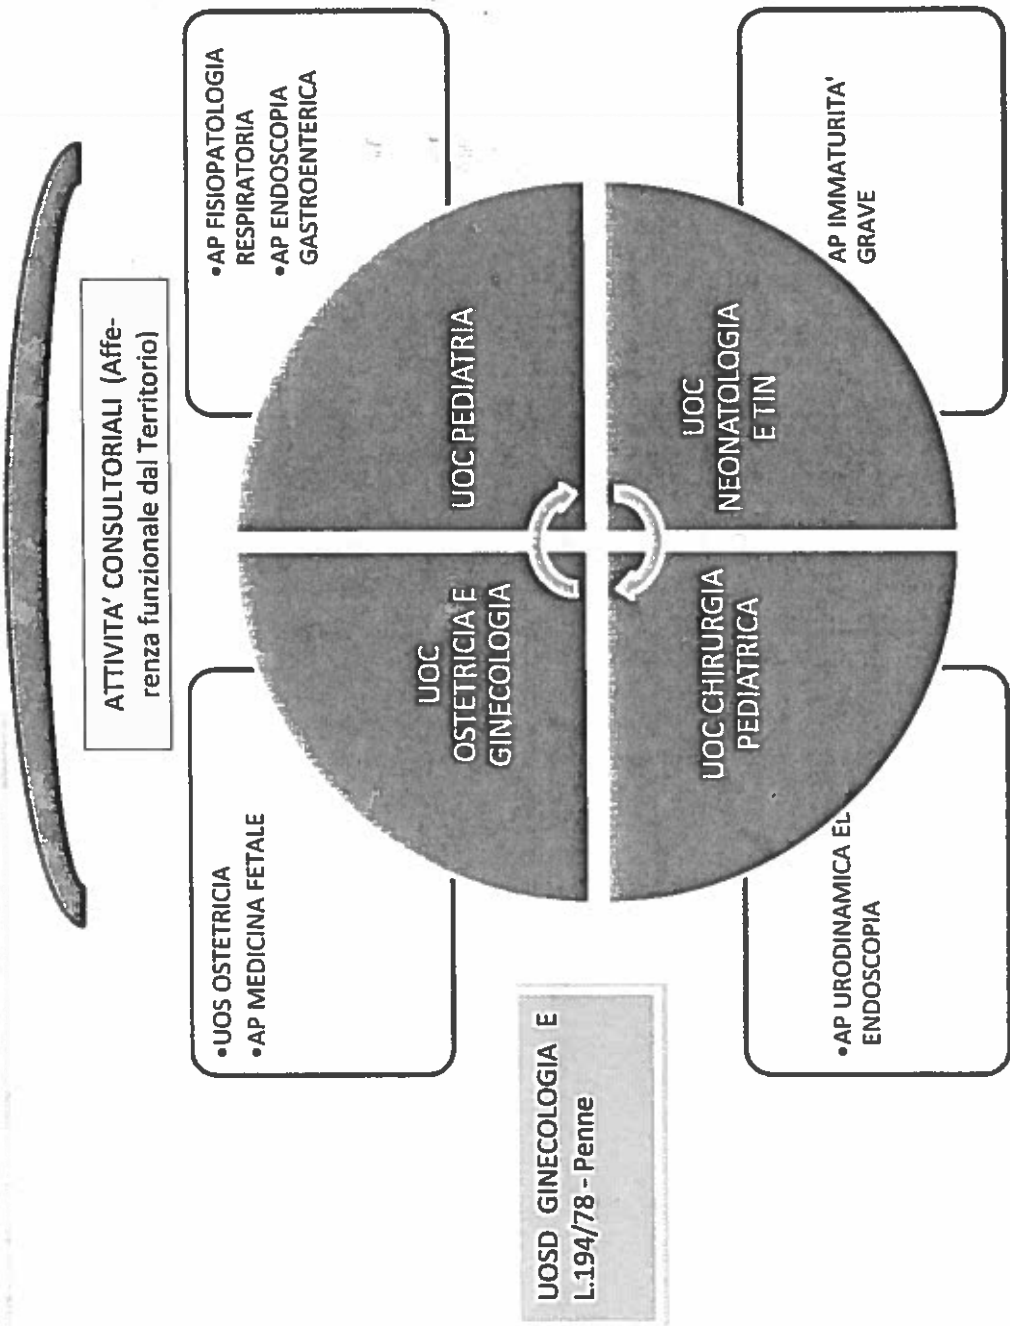 ATTIVITA' CONSULTORIALI (Affe-
renza funzionale dal Territorio)
•UOS OSTETRICIA
•AP MEDICINA FETALE
•AP FISIOPATOLOGIA
RESPIRATORIA
•AP ENDOSCOPIA
GASTROENTERICA
UOC
OSTETRICIA E
GINECOLOGIA
UOC PEDIATRIA
UOSD GINECOLOGIA E
L.194/78 - Penne
UOC CHIRURGIA
PEDIATRICA
UOC
NEONATOLOGIA
E TIN
•AP URODINAMICA ED
ENDOSCOPIA
AP IMMATURITA'
GRAVE